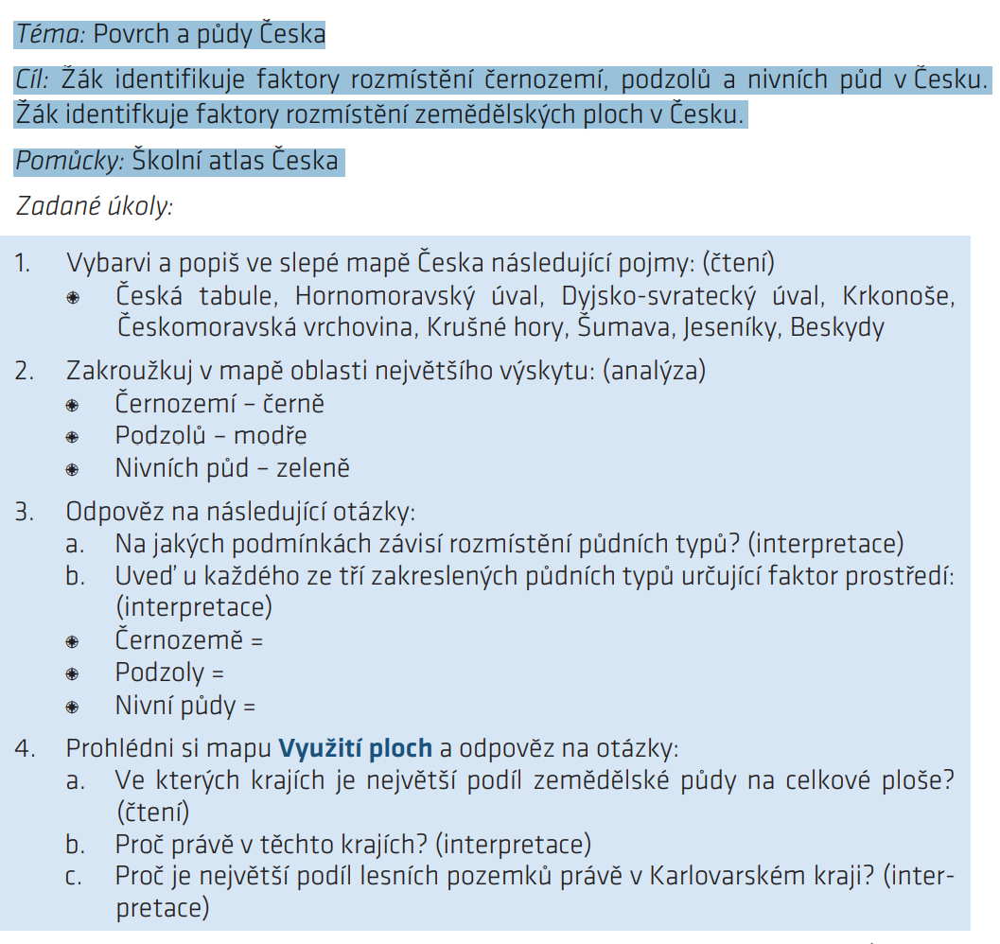 Téma: Povrch a půdy Česka
Cíl: Žák identifikuje faktory rozmístění černozemí, podzolů a nivních půd v Česku.
Žák identifkuje faktory rozmístění zemědělských ploch v Česku.
Pomůcky: Školní atlas Česka
Zadané úkoly:
1. Vybarvi a popiš ve slepé mapě Česka následující pojmy: (čtení)
Česká tabule, Hornomoravský úval, Dyjsko-svratecký úval, Krkonoše,
Českomoravská vrchovina, Krušné hory, Šumava, Jeseníky, Beskydy
2. Zakroužkuj v mapě oblasti největšího výskytu: (analýza)
Černozemí – černě
Podzolů – modře
Nivních půd – zeleně
3. Odpověz na následující otázky:
a. Na jakých podmínkách závisí rozmístění půdních typů? (interpretace)
b. Uveď u každého ze tří zakreslených půdních typů určující faktor prostředí:
(interpretace)
Černozemě =
Podzoly =
Nivní půdy =
4. Prohlédni si mapu Využití ploch a odpověz na otázky:
a. Ve kterých krajích je největší podíl zemědělské půdy na celkové ploše?
(čtení)
b. Proč právě v těchto krajích? (interpretace)
c. Proč je největší podíl lesních pozemků právě v Karlovarském kraji? (inter-
pretace)